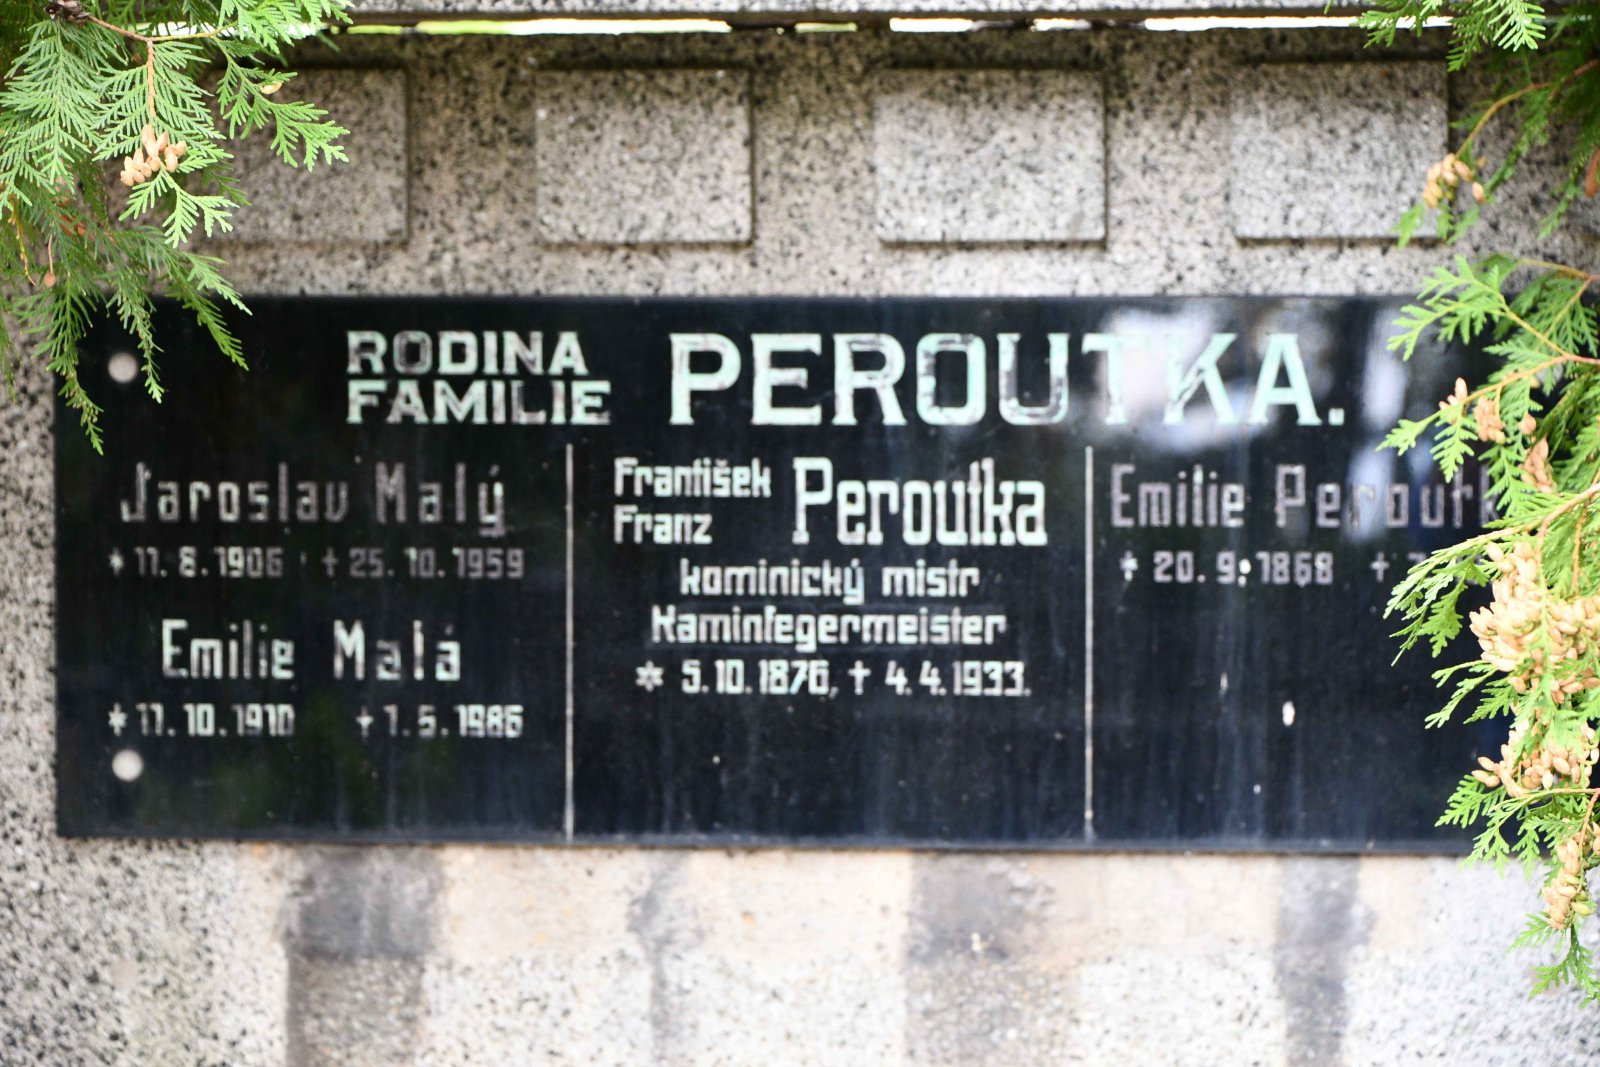 RODINA
FAMILIE
PEROUTKA.
Jaroslav Malý
* 11.8.1906 † 25.10.1959
Emilie Malá
* 11.10.1910 † 1.5.1986
František
Franz
Peroutka
kominický mistr
Kaminfegermeister
* 5.10.1876, † 4.4.1933.
Emilie
* 20.9.1868 †